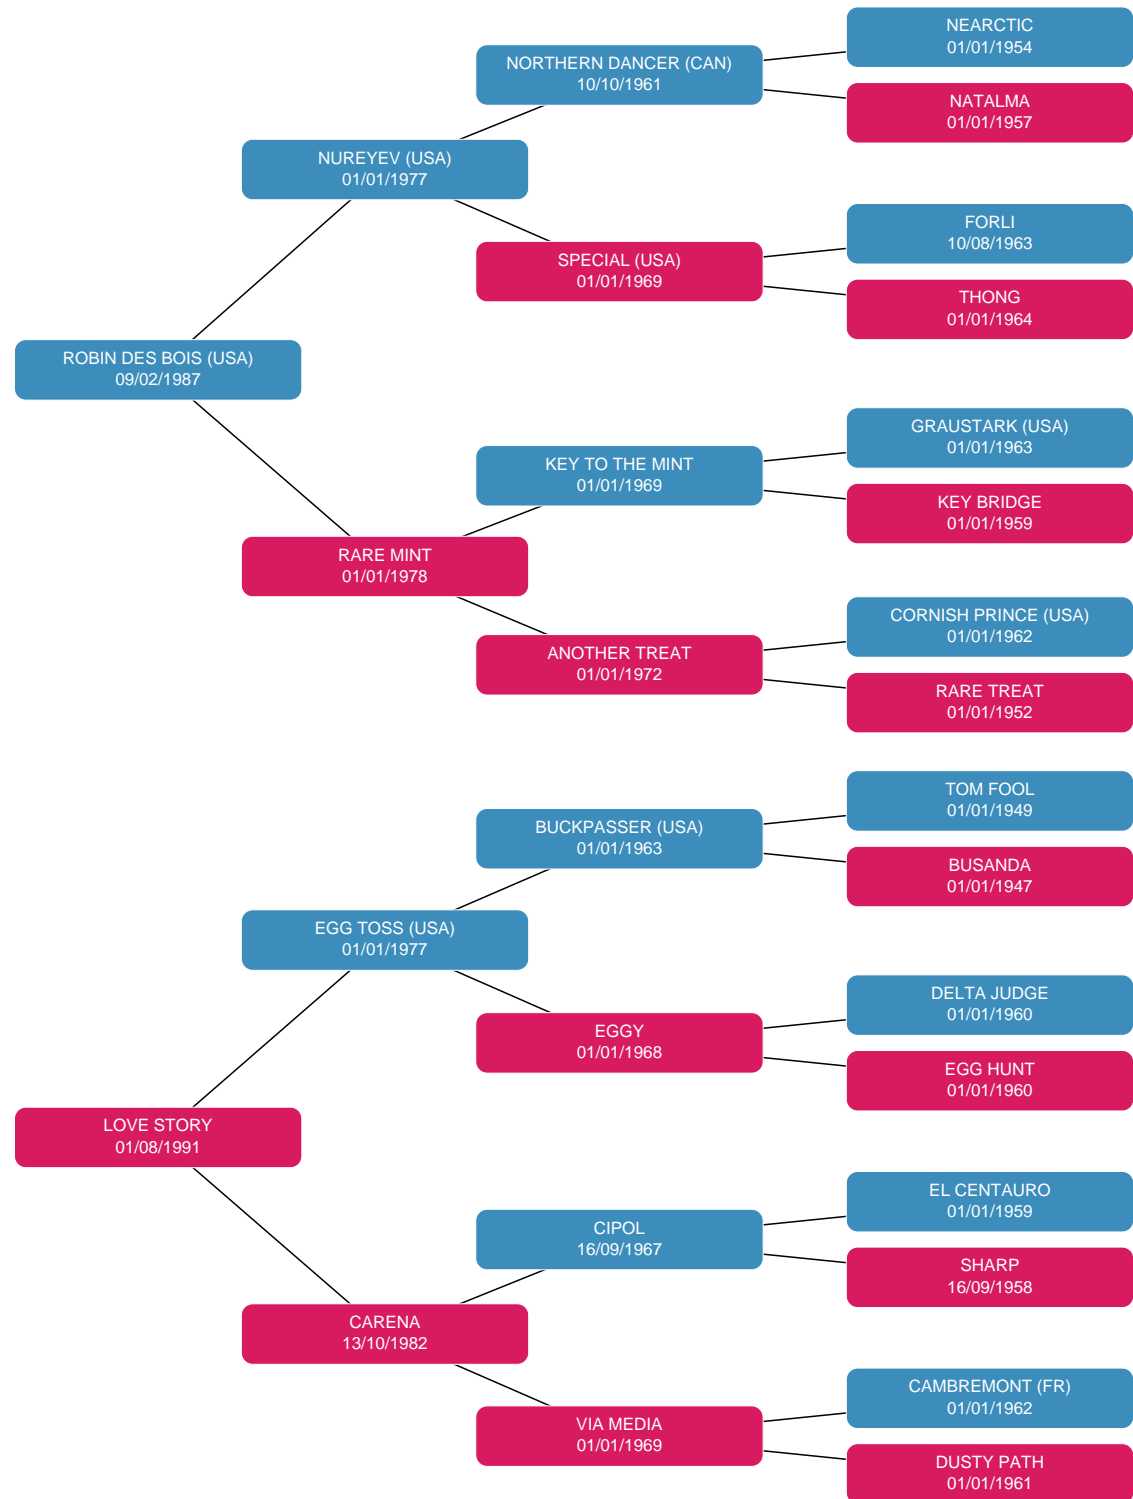 NEARCTIC
01/01/1954
NORTHERN DANCER (CAN)
10/10/1961
NATALMA
01/01/1957
NUREYEV (USA)
01/01/1977
FORLI
10/08/1963
SPECIAL (USA)
01/01/1969
THONG
01/01/1964
ROBIN DES BOIS (USA)
09/02/1987
GRAUSTARK (USA)
01/01/1963
KEY TO THE MINT
01/01/1969
KEY BRIDGE
01/01/1959
RARE MINT
01/01/1978
CORNISH PRINCE (USA)
01/01/1962
ANOTHER TREAT
01/01/1972
RARE TREAT
01/01/1952
TOM FOOL
01/01/1949
BUCKPASSER (USA)
01/01/1963
BUSANDA
01/01/1947
EGG TOSS (USA)
01/01/1977
DELTA JUDGE
01/01/1960
EGGY
01/01/1968
EGG HUNT
01/01/1960
LOVE STORY
01/08/1991
EL CENTAURO
01/01/1959
CIPOL
16/09/1967
SHARP
16/09/1958
CARENA
13/10/1982
CAMBREMONT (FR)
01/01/1962
VIA MEDIA
01/01/1969
DUSTY PATH
01/01/1961